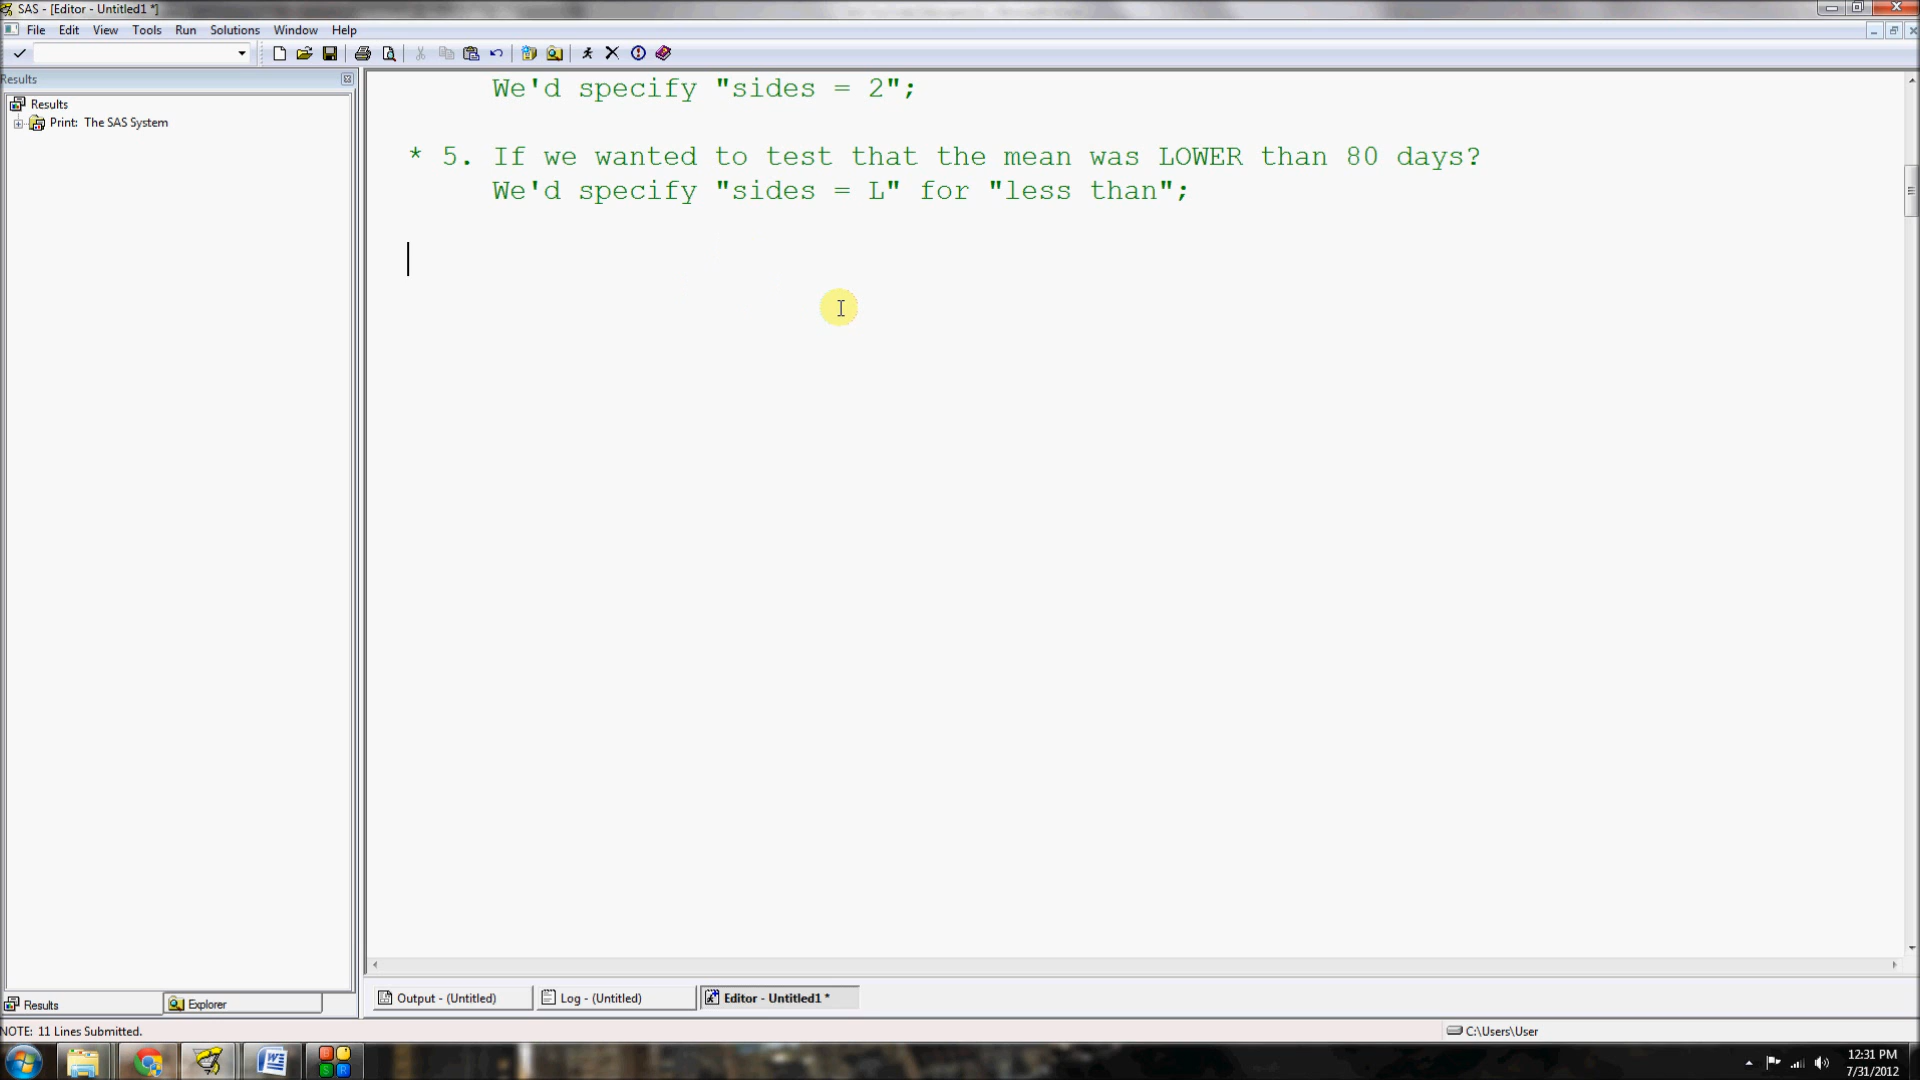 SAS - [Editor - Untitled1 *]
File Edit View Tools Run Solutions Window Help
Results
Results
Print: The SAS System
We'd specify "sides = 2";
* 5. If we wanted to test that the mean was LOWER than 80 days?
We'd specify "sides = L" for "less than";
Results
Explorer
Output - (Untitled)
Log - (Untitled)
Editor - Untitled1 *
NOTE: 11 Lines Submitted.
C:\Users\User
12:31 PM
7/31/2012